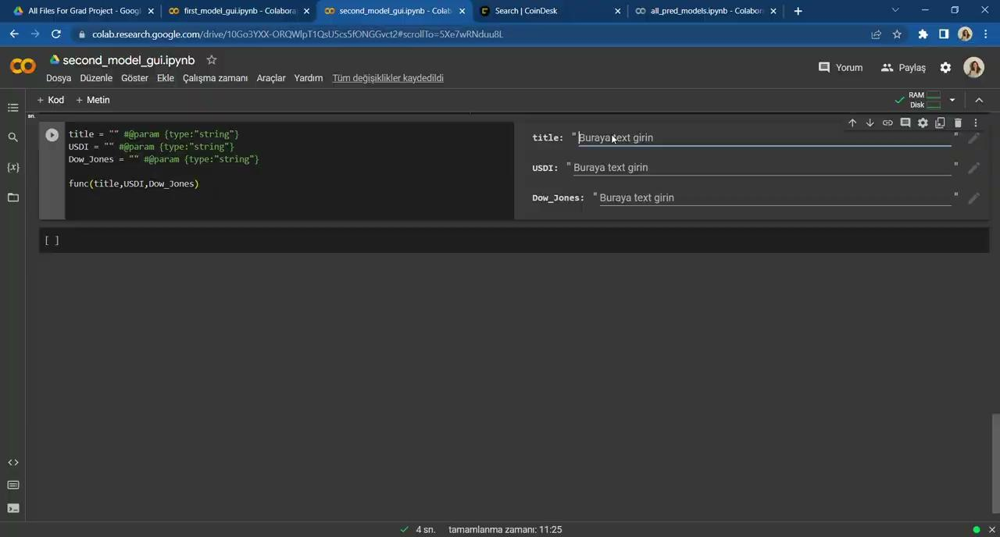 All Files For Grad Project - Googl
first_model_gui.ipynb - Colabora
second_model_gui.ipynb - Colab
Search | CoinDesk
all_pred_models.ipynb - Colabor
colab.research.google.com/drive/10Go3YXX-ORQWlpT1QsU5cs5fONGGvct2#scrollTo=5Xe7wRNduu8L
second_model_gui.ipynb
Dosya Düzenle Göster Ekle Çalışma zamanı Araçlar Yardım Tüm değişiklikler kaydedildi
Yorum
Paylaş
+ Kod + Metin
RAM
Disk
sn.
title = "" #@param {type:"string"}
USDI = "" #@param {type:"string"}
Dow_Jones = "" #@param {type:"string"}
func(title,USDI,Dow_Jones)
title: " Buraya text girin "
USDI: " Buraya text girin "
Dow_Jones: " Buraya text girin "
[ ]
4 sn. tamamlanma zamanı: 11:25